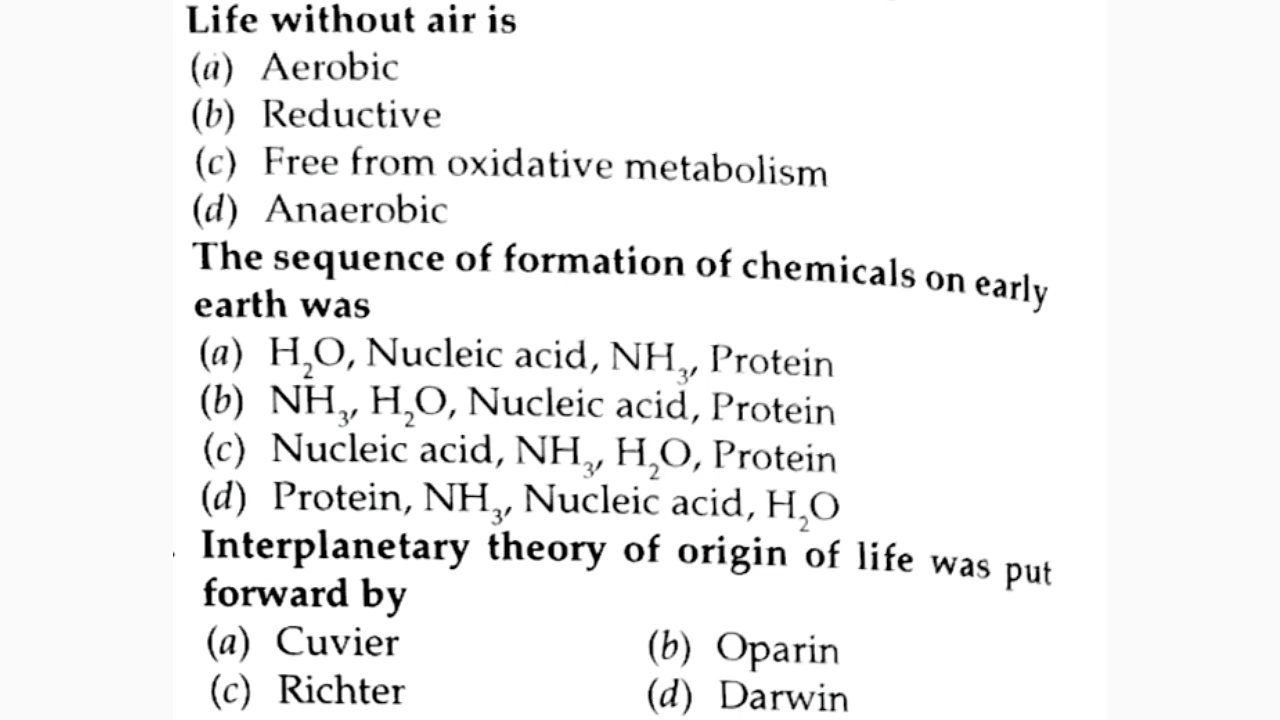 Life without air is
(a) Aerobic
(b) Reductive
(c) Free from oxidative metabolism
(d) Anaerobic
The sequence of formation of chemicals on early
earth was
(a) H₂O, Nucleic acid, NH₃, Protein
(b) NH₃, H₂O, Nucleic acid, Protein
(c) Nucleic acid, NH₃, H₂O, Protein
(d) Protein, NH₃, Nucleic acid, H₂O
Interplanetary theory of origin of life was put
forward by
(a) Cuvier (b) Oparin
(c) Richter (d) Darwin